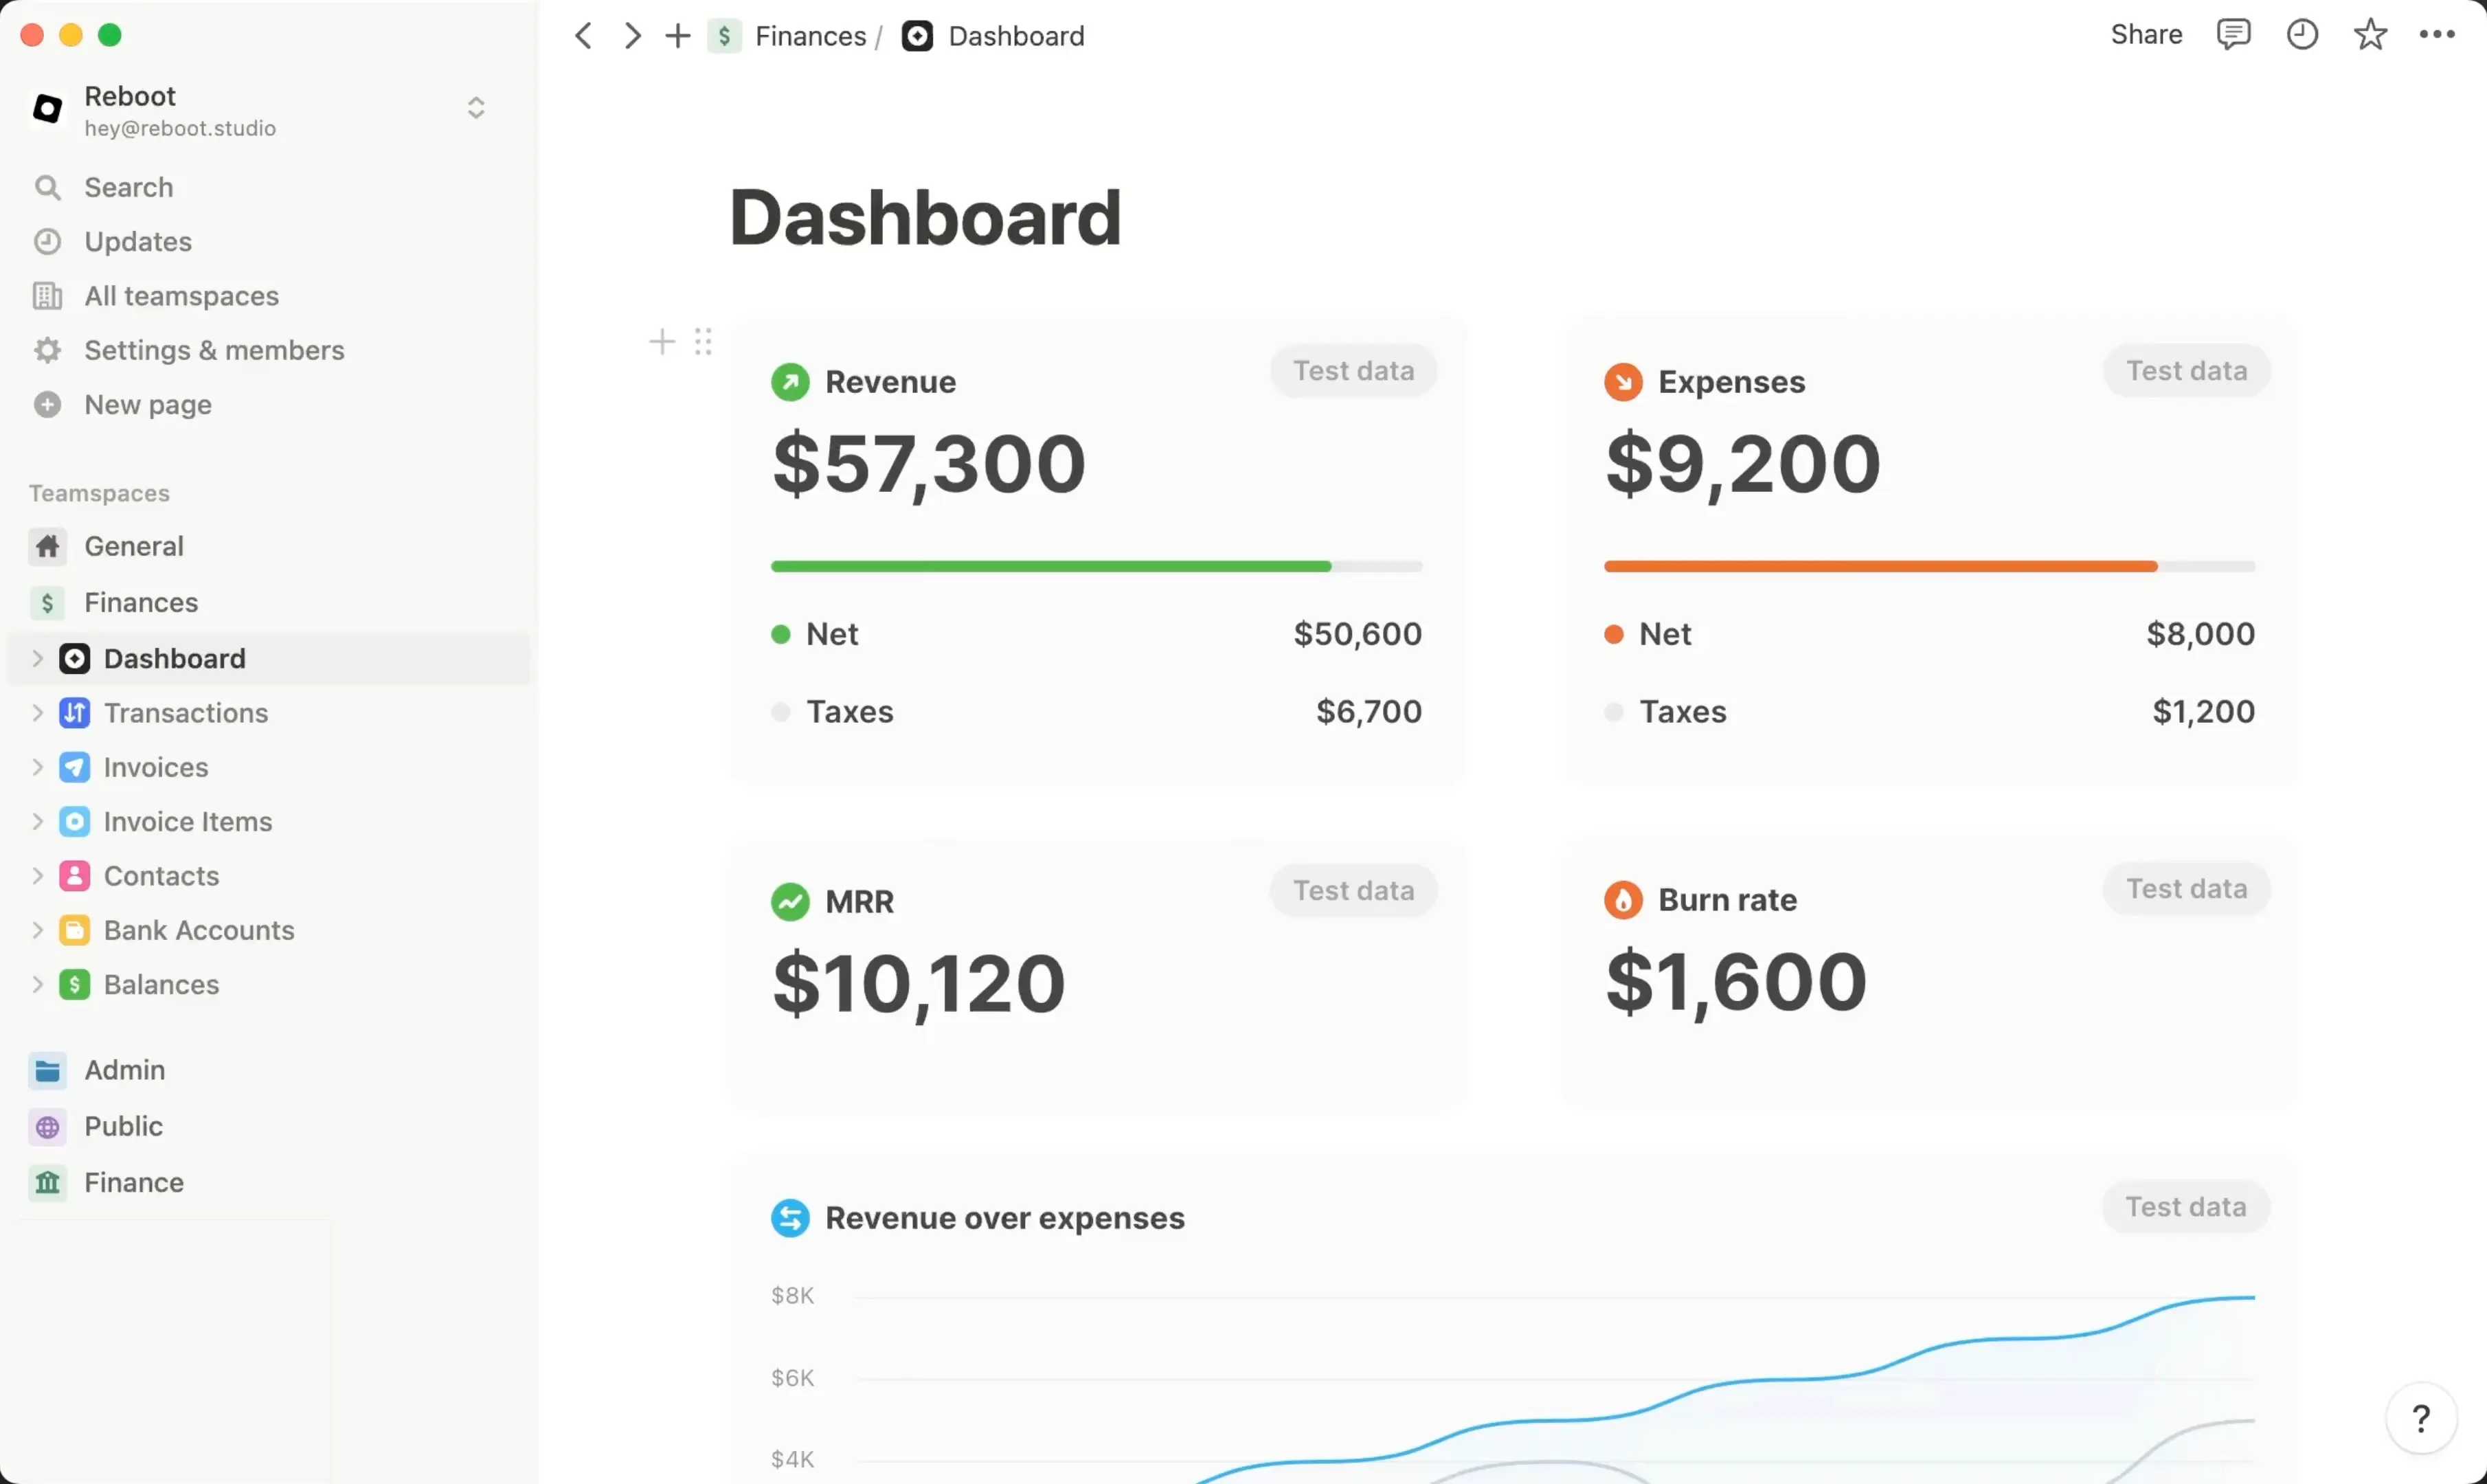 Reboot
hey@reboot.studio
Search
Updates
All teamspaces
Settings & members
New page
Teamspaces
General
$ Finances
Dashboard
Transactions
Invoices
Invoice Items
Contacts
Bank Accounts
$ Balances
Admin
Public
Finance
$ Finances / Dashboard
Share
Dashboard
Revenue
Test data
$57,300
Net $50,600
Taxes $6,700
Expenses
Test data
$9,200
Net $8,000
Taxes $1,200
MRR
Test data
$10,120
Burn rate
Test data
$1,600
Revenue over expenses
Test data
$8K
$6K
$4K
?